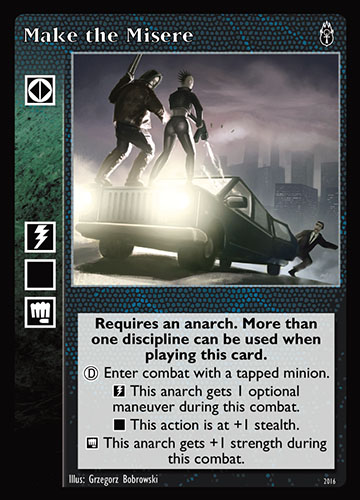 Make the Misere
Requires an anarch. More than
one discipline can be used when
playing this card.
Ⓓ Enter combat with a tapped minion.
This anarch gets 1 optional
maneuver during this combat.
This action is at +1 stealth.
This anarch gets +1 strength during
this combat.
Illus: Grzegorz Bobrowski
2016